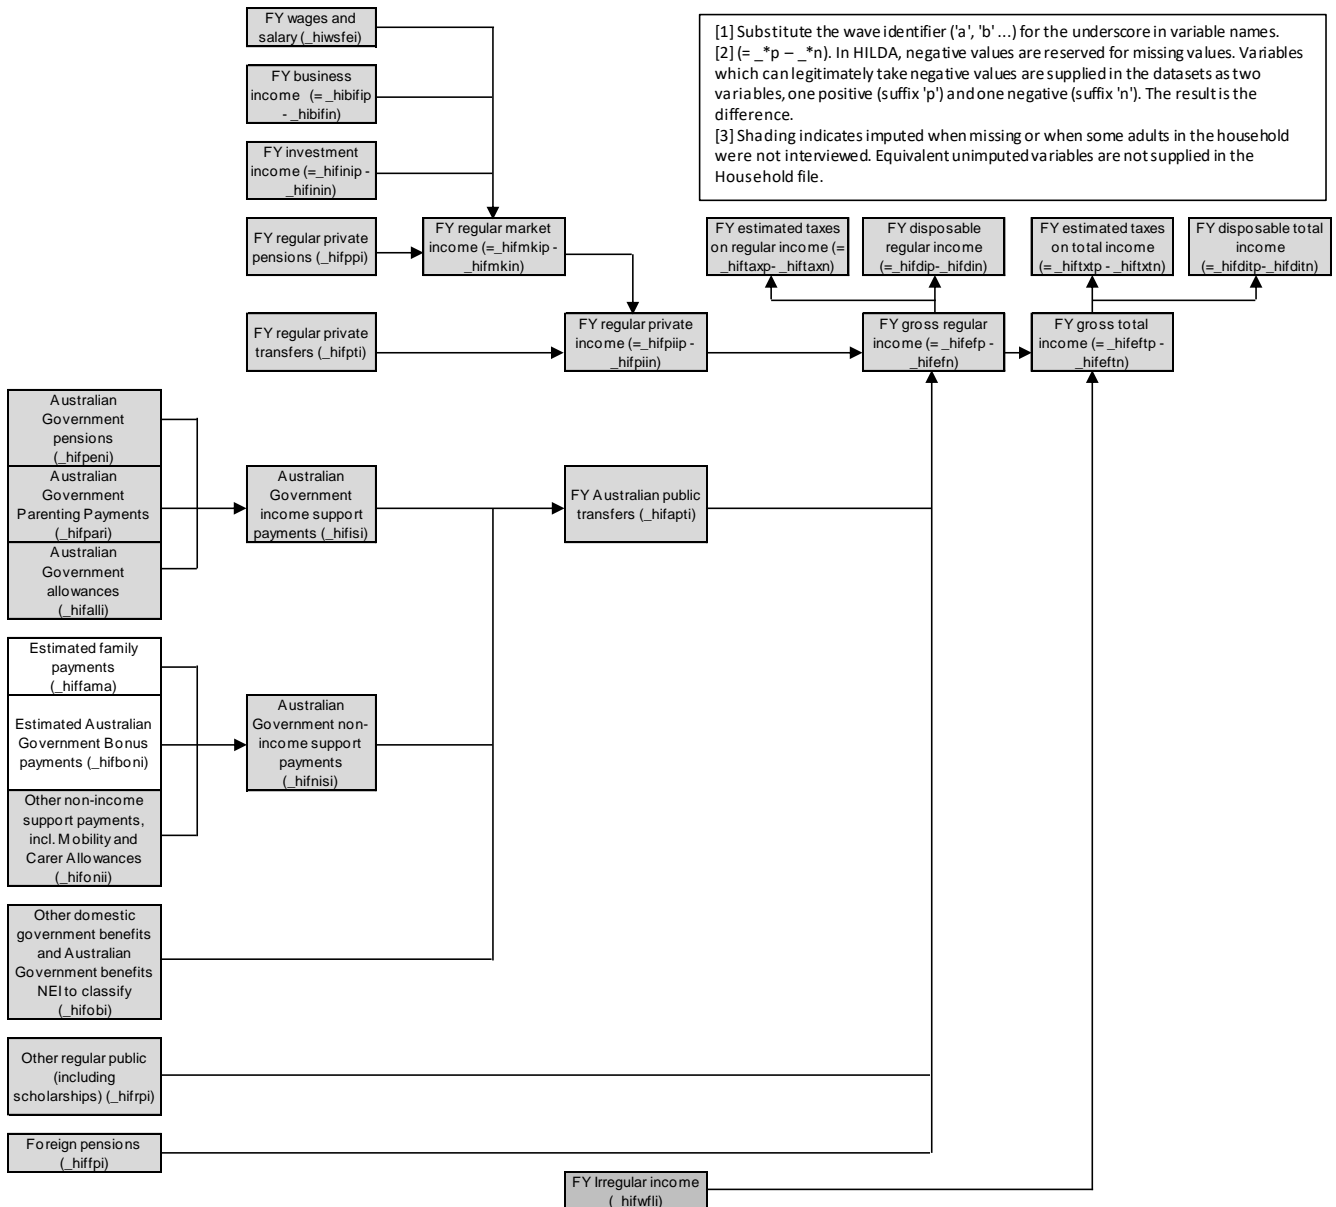 FY wages and
salary (_hiwsfei)
FY business
income (= _hibifip
- _hibifin)
FY investment
income (=_hifinip -
_hifinin)
[1] Substitute the wave identifier ('a', 'b' ...) for the underscore in variable names.
[2] (= _*p – _*n). In HILDA, negative values are reserved for missing values. Variables
which can legitimately take negative values are supplied in the datasets as two
variables, one positive (suffix 'p') and one negative (suffix 'n'). The result is the
difference.
[3] Shading indicates imputed when missing or when some adults in the household
were not interviewed. Equivalent unimputed variables are not supplied in the
Household file.
FY regular private
pensions (_hifppi)
FY regular market
income (=_hifmkip -
_hifmkin)
FY estimated taxes
on regular income (=
_hiftaxp- _hiftaxn)
FY disposable
regular income
(=_hifdip-_hifdin)
FY estimated taxes
on total income
(=_hiftxtp - _hiftxtn)
FY disposable total
income
(=_hifditp-_hifditn)
FY regular private
transfers (_hifpti)
FY regular private
income (=_hifpiip -
_hifpiin)
FY gross regular
income (= _hifefp -
_hifefn)
FY gross total
income (= _hifeftp -
_hifeftn)
Australian
Government
pensions
(_hifpeni)
Australian
Government
Parenting Payments
(_hifpari)
Australian
Government
allowances
(_hifalli)
Australian
Government
income support
payments (_hifisi)
FY Australian public
transfers (_hifapti)
Estimated family
payments
(_hiffama)
Estimated Australian
Government Bonus
payments (_hifboni)
Other non-income
support payments,
incl. Mobility and
Carer Allowances
(_hifonii)
Australian
Government non-
income support
payments
(_hifnisi)
Other domestic
government benefits
and Australian
Government benefits
NEI to classify
(_hifobi)
Other regular public
(including
scholarships) (_hifrpi)
Foreign pensions
(_hiffpi)
FY Irregular income
(_hifwfli)